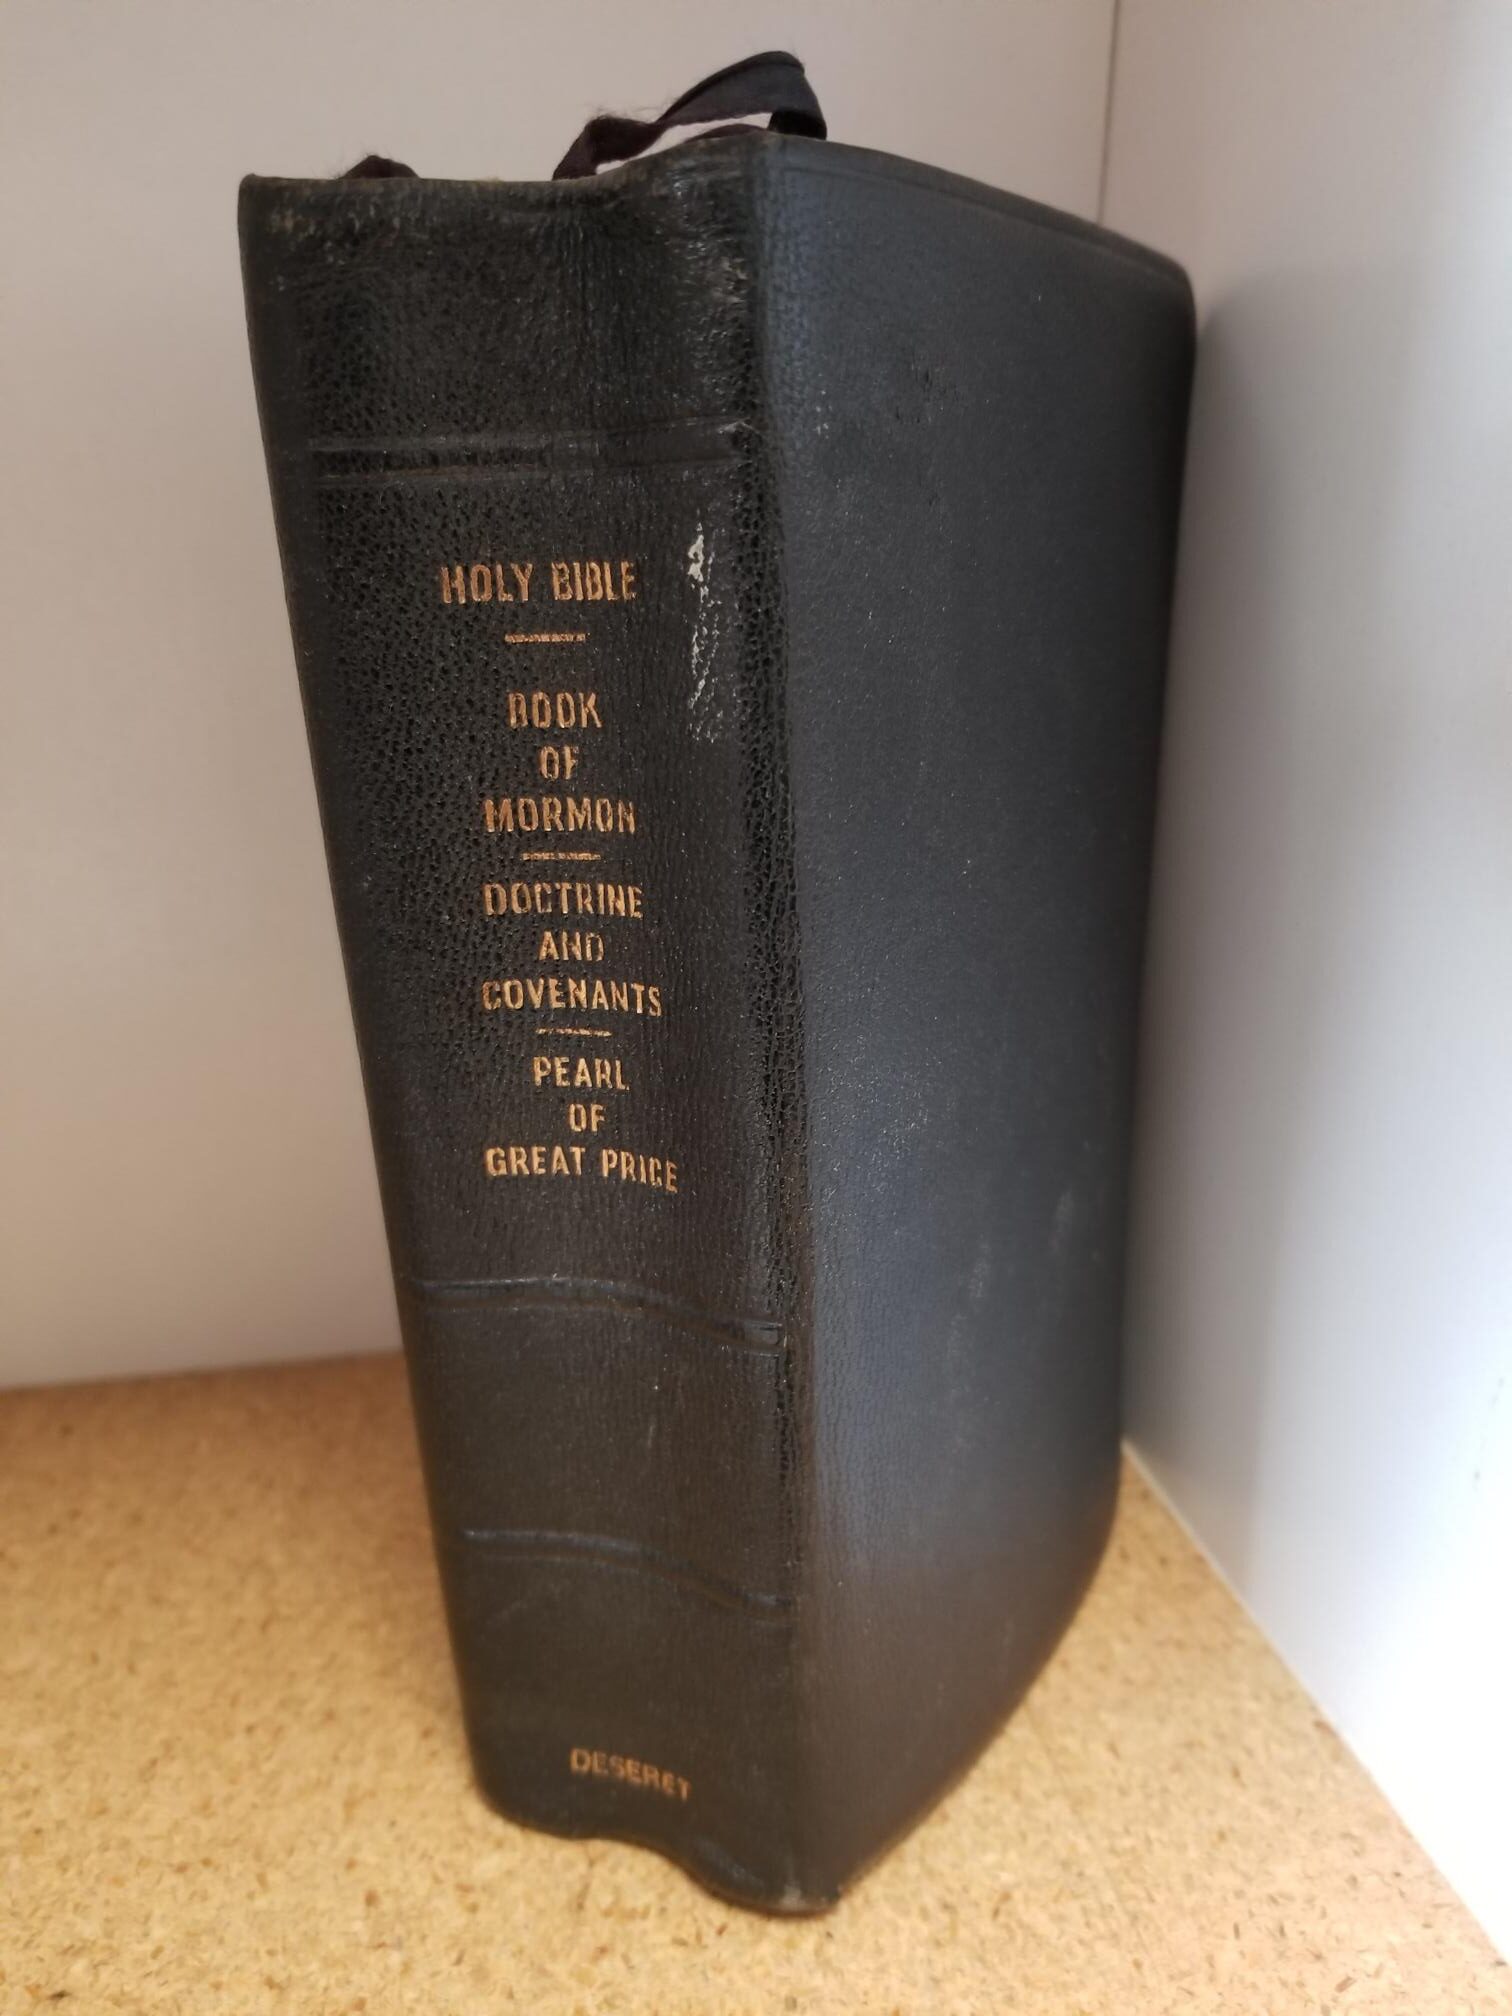 HOLY BIBLE
BOOK
OF
MORMON
DOCTRINE
AND
COVENANTS
PEARL
OF
GREAT PRICE
DESERET